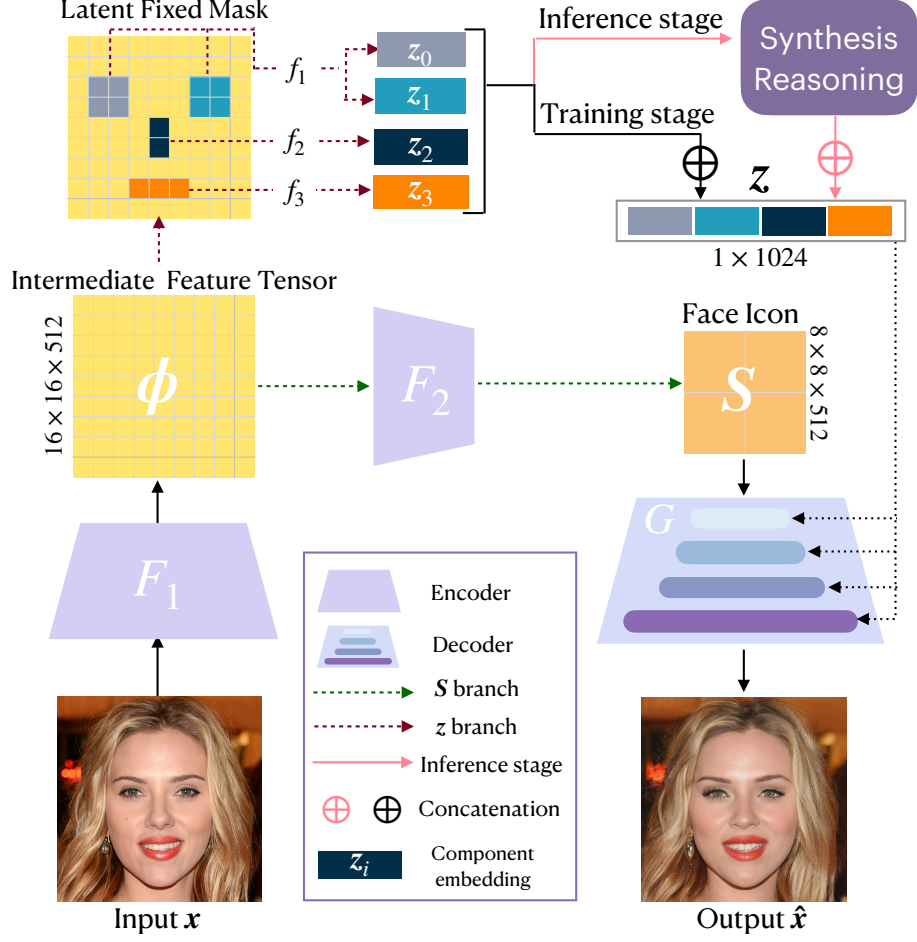 Latent Fixed Mask
f₁
f₂
f₃
z₀
z₁
z₂
z₃
Inference stage
Training stage
Synthesis
Reasoning
⊕
⊕
z
1 × 1024
Intermediate Feature Tensor
16 × 16 × 512
ϕ
F₂
Face Icon
S
8 × 8 × 512
F₁
G
Encoder
Decoder
S branch
z branch
Inference stage
⊕ ⊕ Concatenation
zᵢ
Component
embedding
Input x
Output x̂